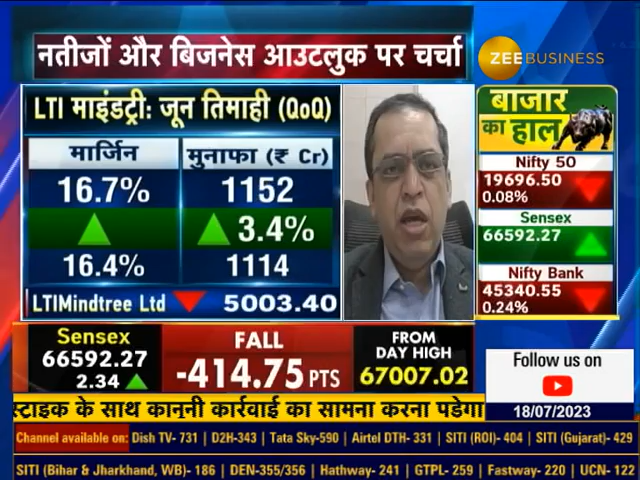 नतीजों और बिजनेस आउटलुक पर चर्चा
ZEE BUSINESS
LTI माइंडट्री: जून तिमाही (QoQ)
मार्जिन
मुनाफा (₹ Cr)
16.7%
1152
3.4%
16.4%
1114
LTIMindtree Ltd 5003.40
बाजार
का हाल
Nifty 50
19696.50
0.08%
Sensex
66592.27
Nifty Bank
45340.55
0.24%
Sensex
66592.27
2.34
FALL
-414.75 PTS
FROM
DAY HIGH
67007.02
Follow us on
18/07/2023
स्टाइक के साथ कानूनी कार्रवाई का सामना करना पड़ेगा
Channel available on: Dish TV- 731 | D2H-343 | Tata Sky-590 | Airtel DTH- 331 | SITI (ROI)- 404 | SITI (Gujarat)- 429
SITI (Bihar & Jharkhand, WB)- 186 | DEN-355/356 | Hathway- 241 | GTPL- 259 | Fastway- 220 | UCN- 122